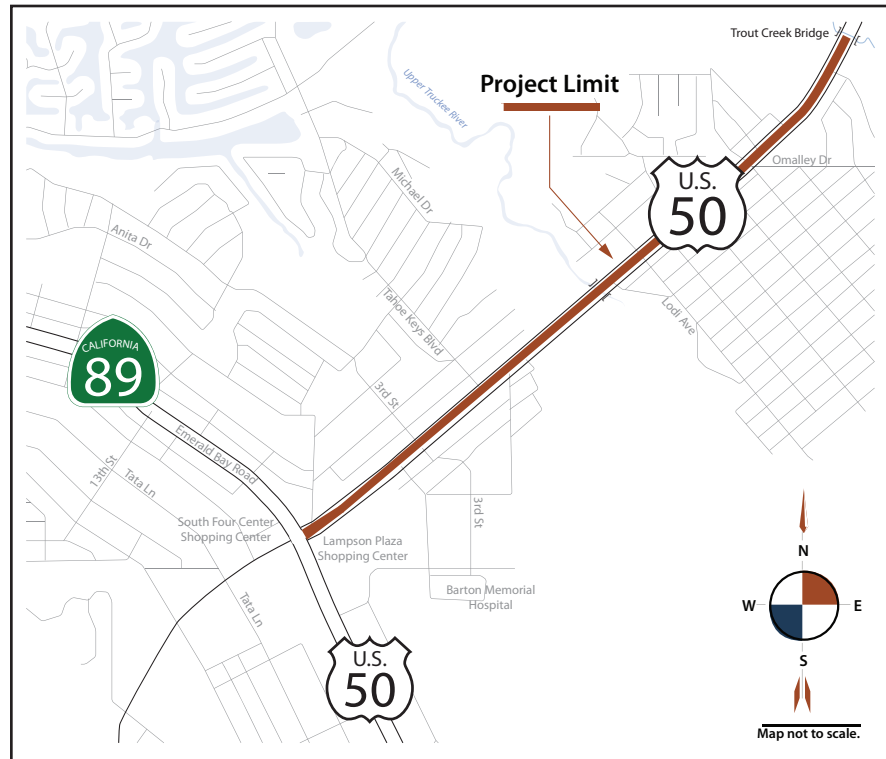 Trout Creek Bridge
Upper Truckee River
Project Limit
Omalley Dr
U.S.
50
Michael Dr
Anita Dr
Tahoe Keys Blvd
Lodi Ave
CALIFORNIA
89
3rd St
Emerald Bay Road
13th St
Tata Ln
3rd St
South Four Center
Shopping Center
Lampson Plaza
Shopping Center
Barton Memorial
Hospital
Tata Ln
U.S.
50
N
W
E
S
Map not to scale.